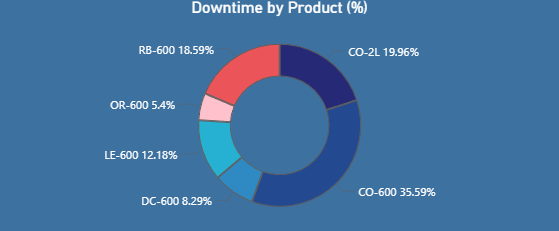 Downtime by Product (%)
RB-600 18.59%
CO-2L 19.96%
OR-600 5.4%
LE-600 12.18%
DC-600 8.29%
CO-600 35.59%